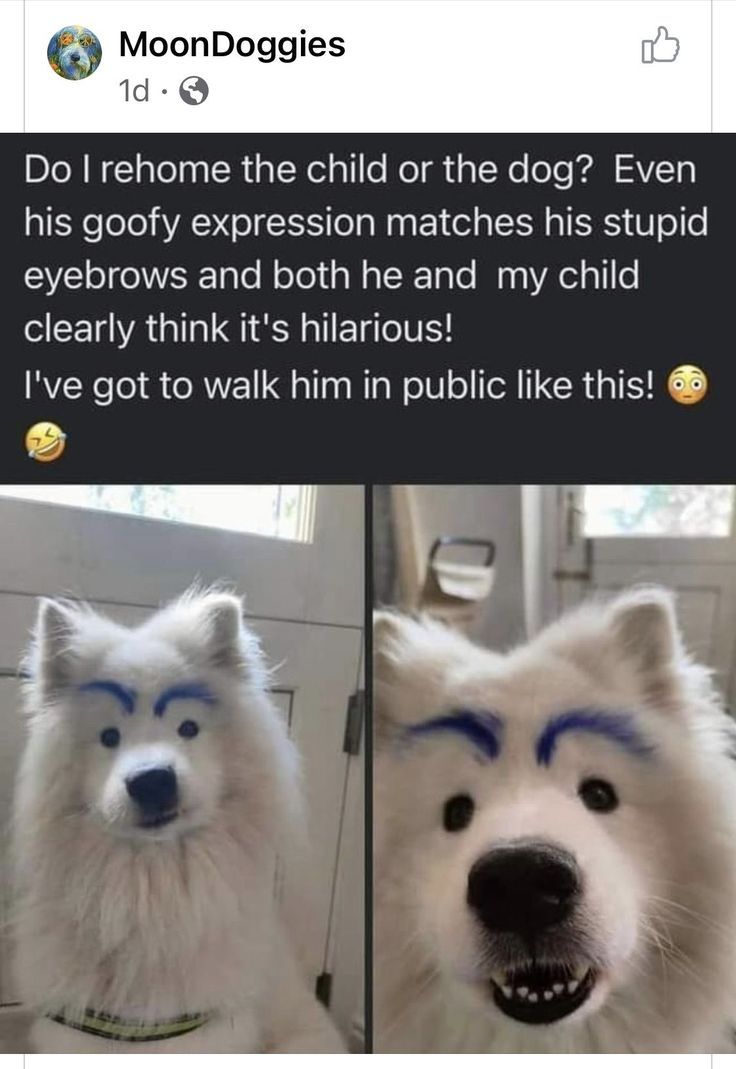 MoonDoggies
1d ·
Do I rehome the child or the dog?  Even
his goofy expression matches his stupid
eyebrows and both he and  my child
clearly think it's hilarious!
I've got to walk him in public like this! 😳
🤣